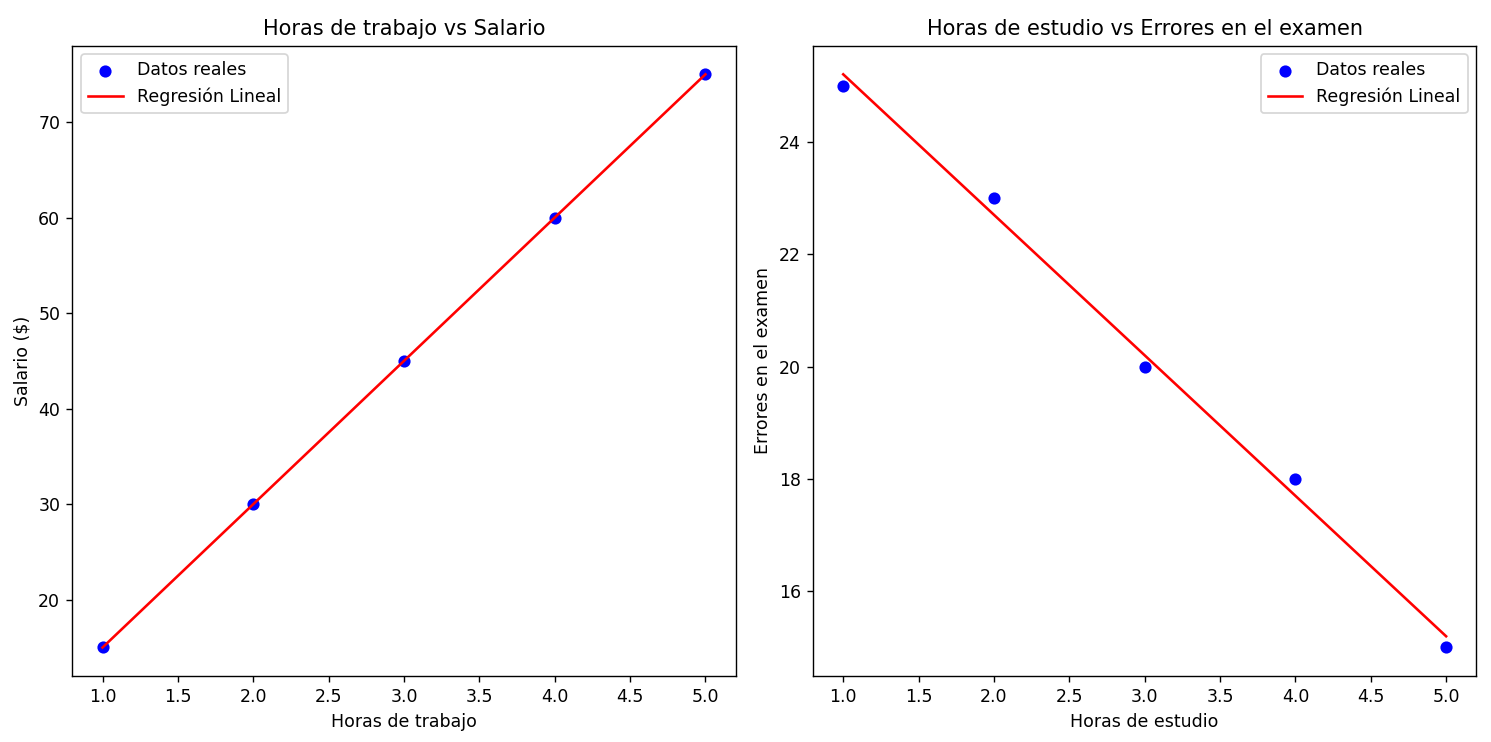 Horas de trabajo vs Salario
Datos reales
Regresión Lineal
70
60
50
40
30
20
Salario ($)
1.0 1.5 2.0 2.5 3.0 3.5 4.0 4.5 5.0
Horas de trabajo
Horas de estudio vs Errores en el examen
Datos reales
Regresión Lineal
24
22
20
18
16
Errores en el examen
1.0 1.5 2.0 2.5 3.0 3.5 4.0 4.5 5.0
Horas de estudio